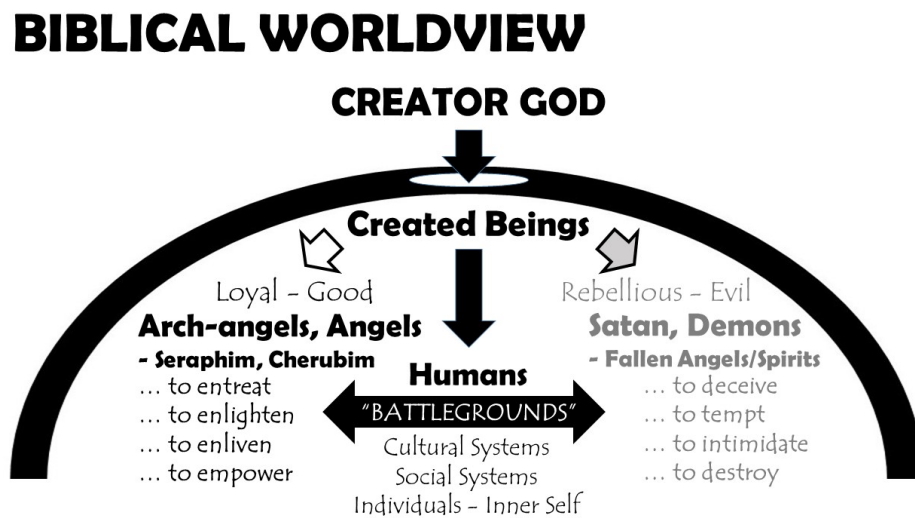 BIBLICAL WORLDVIEW
CREATOR GOD
Created Beings
Loyal - Good
Arch-angels, Angels
- Seraphim, Cherubim
... to entreat
... to enlighten
... to enliven
... to empower
Humans
"BATTLEGROUNDS"
Cultural Systems
Social Systems
Individuals - Inner Self
Rebellious - Evil
Satan, Demons
- Fallen Angels/Spirits
... to deceive
... to tempt
... to intimidate
... to destroy